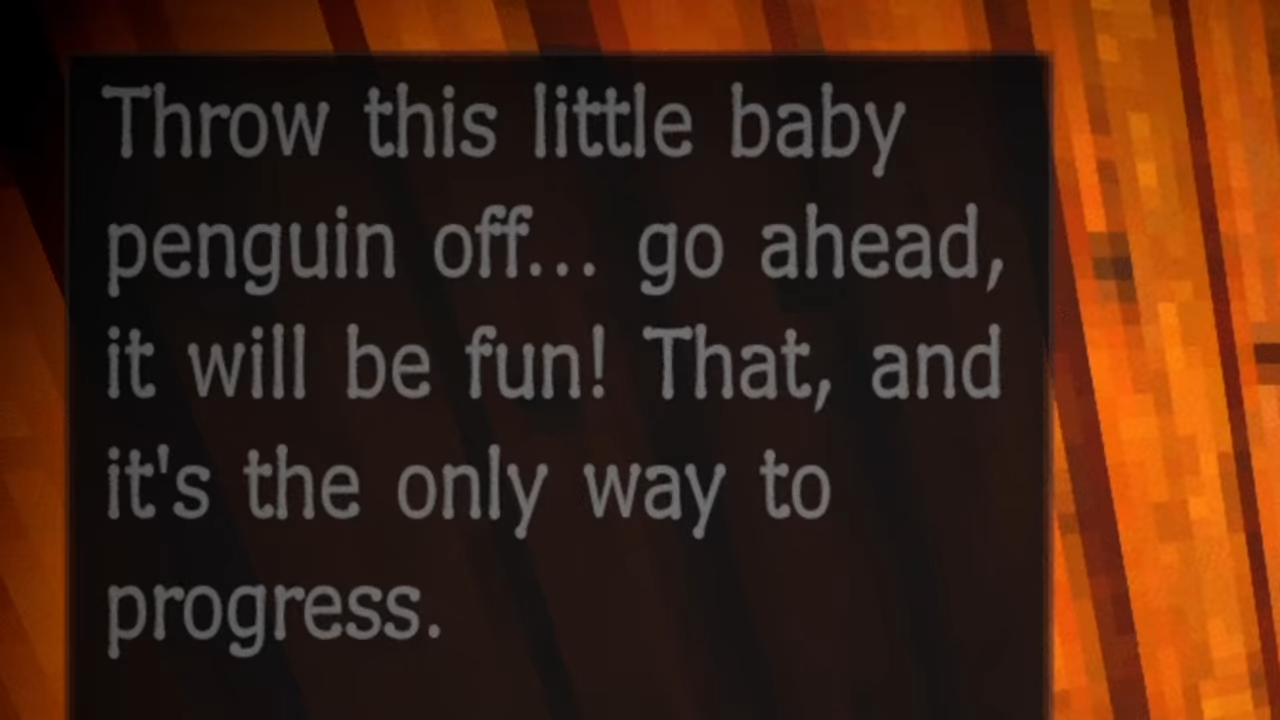 Throw this little baby
penguin off... go ahead,
it will be fun! That, and
it's the only way to
progress.